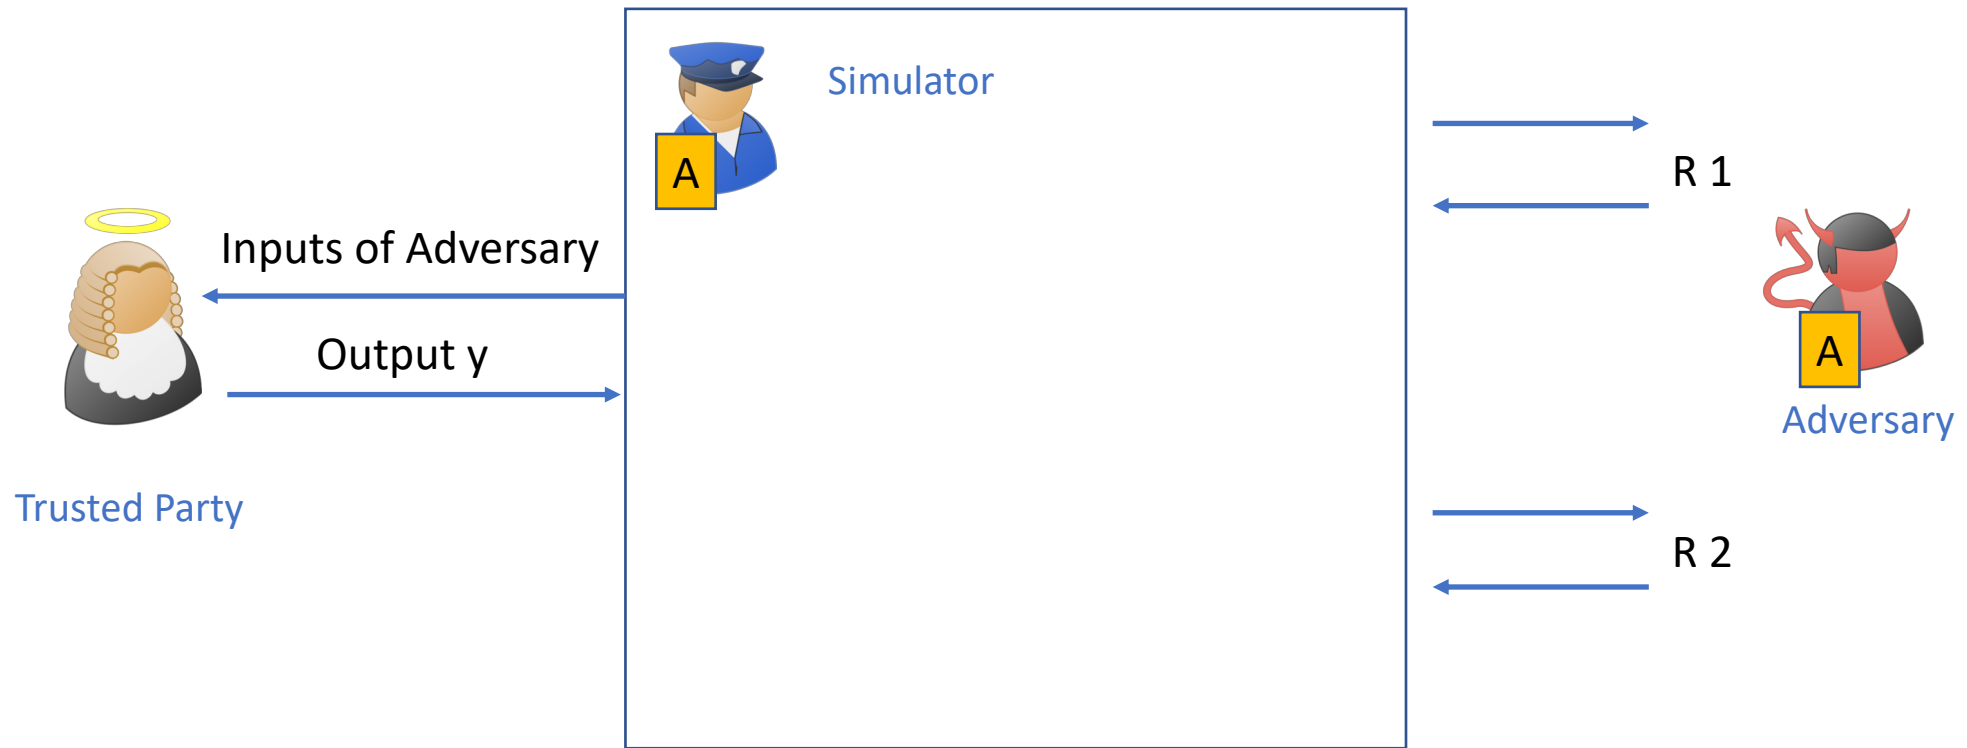 Simulator
A
R 1
Inputs of Adversary
Output y
A
Adversary
Trusted Party
R 2